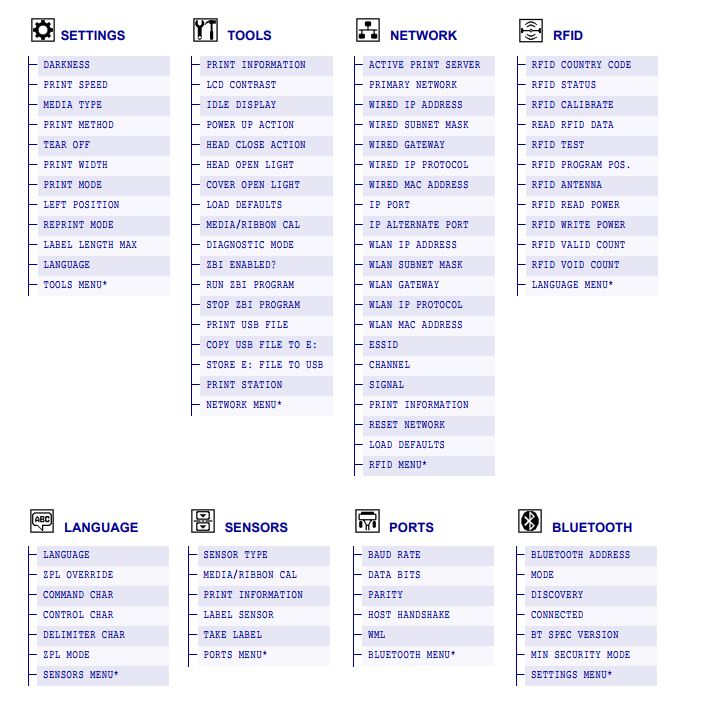 SETTINGS
DARKNESS
PRINT SPEED
MEDIA TYPE
PRINT METHOD
TEAR OFF
PRINT WIDTH
PRINT MODE
LEFT POSITION
REPRINT MODE
LABEL LENGTH MAX
LANGUAGE
TOOLS MENU*
TOOLS
PRINT INFORMATION
LCD CONTRAST
IDLE DISPLAY
POWER UP ACTION
HEAD CLOSE ACTION
HEAD OPEN LIGHT
COVER OPEN LIGHT
LOAD DEFAULTS
MEDIA/RIBBON CAL
DIAGNOSTIC MODE
ZBI ENABLED?
RUN ZBI PROGRAM
STOP ZBI PROGRAM
PRINT USB FILE
COPY USB FILE TO E:
STORE E: FILE TO USB
PRINT STATION
NETWORK MENU*
NETWORK
ACTIVE PRINT SERVER
PRIMARY NETWORK
WIRED IP ADDRESS
WIRED SUBNET MASK
WIRED GATEWAY
WIRED IP PROTOCOL
WIRED MAC ADDRESS
IP PORT
IP ALTERNATE PORT
WLAN IP ADDRESS
WLAN SUBNET MASK
WLAN GATEWAY
WLAN IP PROTOCOL
WLAN MAC ADDRESS
ESSID
CHANNEL
SIGNAL
PRINT INFORMATION
RESET NETWORK
LOAD DEFAULTS
RFID MENU*
RFID
RFID COUNTRY CODE
RFID STATUS
RFID CALIBRATE
READ RFID DATA
RFID TEST
RFID PROGRAM POS.
RFID ANTENNA
RFID READ POWER
RFID WRITE POWER
RFID VALID COUNT
RFID VOID COUNT
LANGUAGE MENU*
ABC
LANGUAGE
LANGUAGE
ZPL OVERRIDE
COMMAND CHAR
CONTROL CHAR
DELIMITER CHAR
ZPL MODE
SENSORS MENU*
SENSORS
SENSOR TYPE
MEDIA/RIBBON CAL
PRINT INFORMATION
LABEL SENSOR
TAKE LABEL
PORTS MENU*
PORTS
BAUD RATE
DATA BITS
PARITY
HOST HANDSHAKE
WML
BLUETOOTH MENU*
BLUETOOTH
BLUETOOTH ADDRESS
MODE
DISCOVERY
CONNECTED
BT SPEC VERSION
MIN SECURITY MODE
SETTINGS MENU*